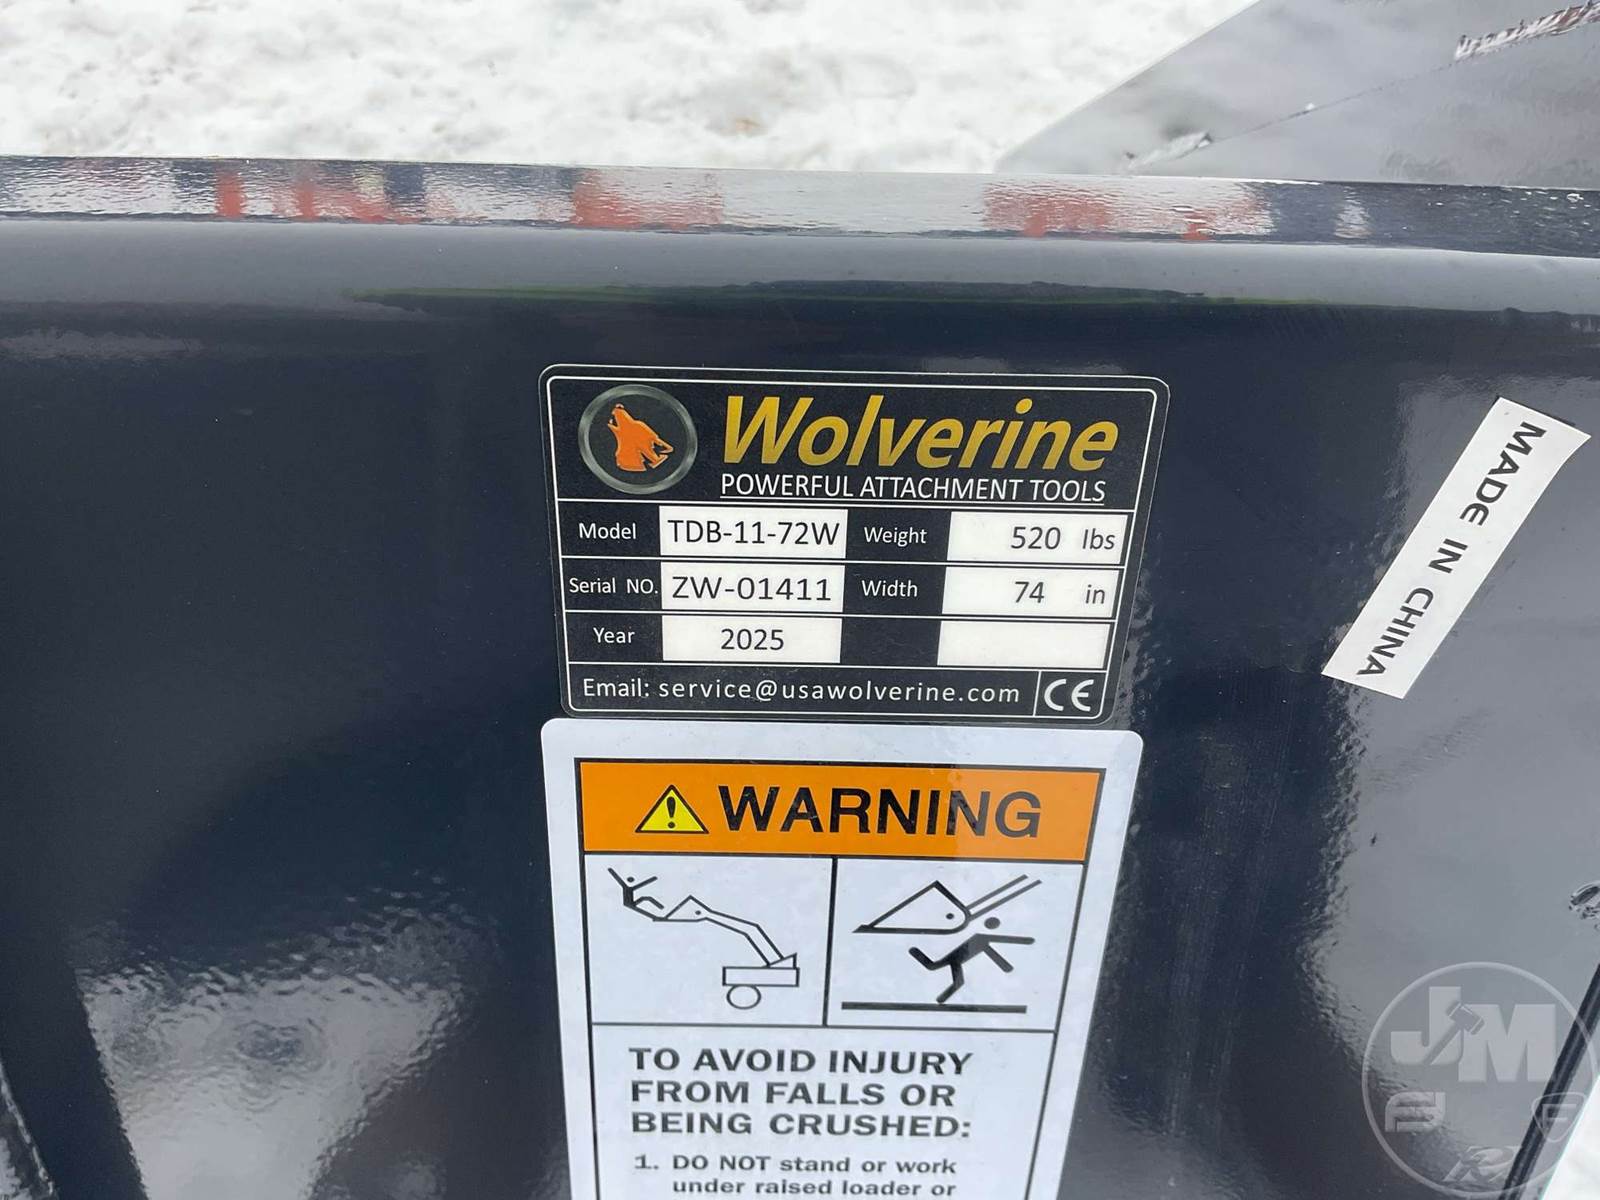 Wolverine
POWERFUL ATTACHMENT TOOLS
Model TDB-11-72W Weight 520 lbs
Serial NO. ZW-01411 Width 74 in
Year 2025
Email: service@usawolverine.com CE
MADE IN CHINA
WARNING
TO AVOID INJURY
FROM FALLS OR
BEING CRUSHED:
1. DO NOT stand or work
under raised loader or
JM